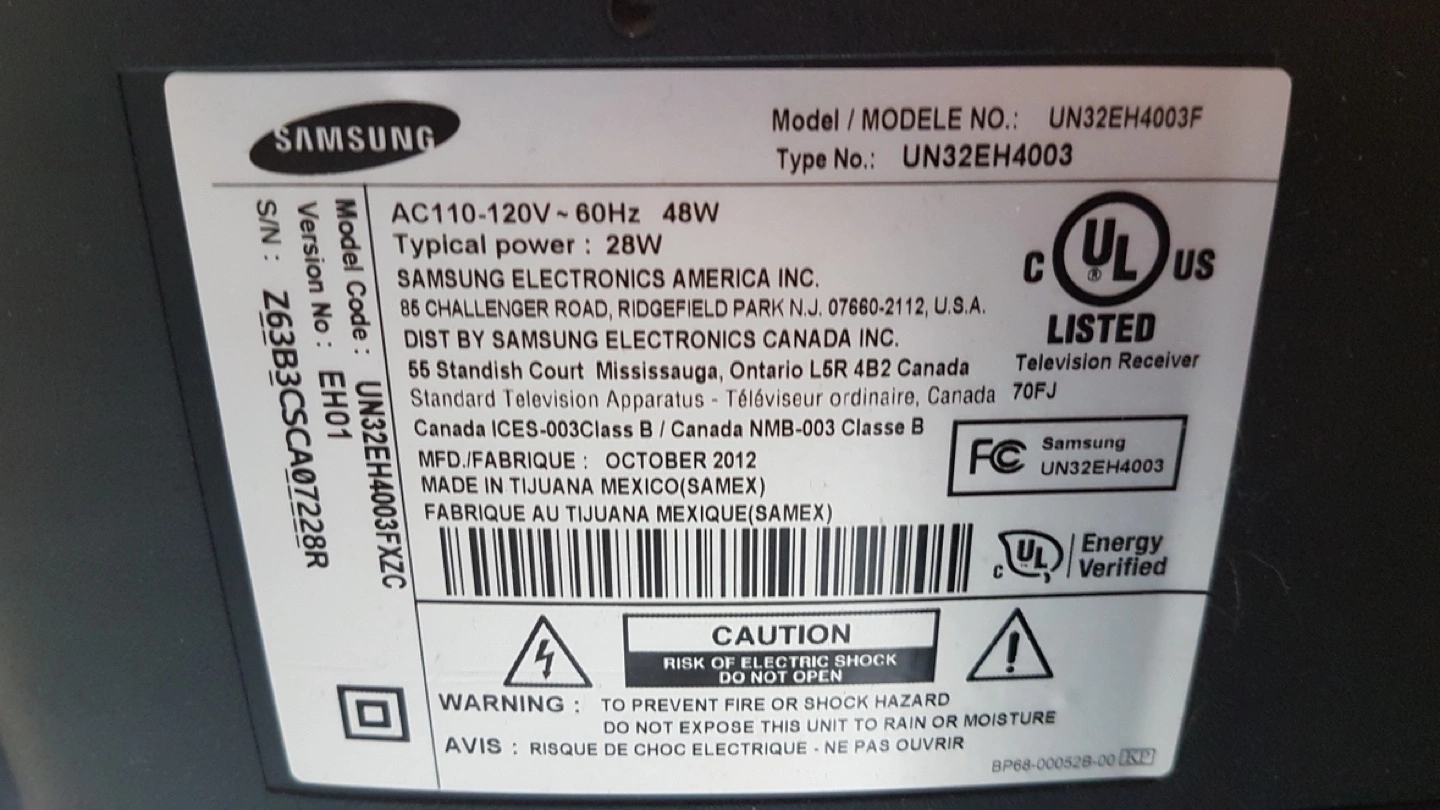 SAMSUNG
Model / MODELE NO.: UN32EH4003F
Type No.: UN32EH4003
Model Code : UN32EH4003FXZC
Version No : EH01
S/N : Z63B3CSCA07228R
AC110-120V ~ 60Hz 48W
Typical power : 28W
SAMSUNG ELECTRONICS AMERICA INC.
85 CHALLENGER ROAD, RIDGEFIELD PARK N.J. 07660-2112, U.S.A.
DIST BY SAMSUNG ELECTRONICS CANADA INC.
55 Standish Court Mississauga, Ontario L5R 4B2 Canada
Standard Television Apparatus - Téléviseur ordinaire, Canada
Canada ICES-003Class B / Canada NMB-003 Classe B
MFD./FABRIQUE : OCTOBER 2012
MADE IN TIJUANA MEXICO(SAMEX)
FABRIQUE AU TIJUANA MEXIQUE(SAMEX)
C UL ® US
LISTED
Television Receiver
70FJ
FC Samsung
UN32EH4003
C UL Energy
Verified
CAUTION
RISK OF ELECTRIC SHOCK
DO NOT OPEN
WARNING : TO PREVENT FIRE OR SHOCK HAZARD
DO NOT EXPOSE THIS UNIT TO RAIN OR MOISTURE
AVIS : RISQUE DE CHOC ELECTRIQUE - NE PAS OUVRIR
BP68-00052B-00